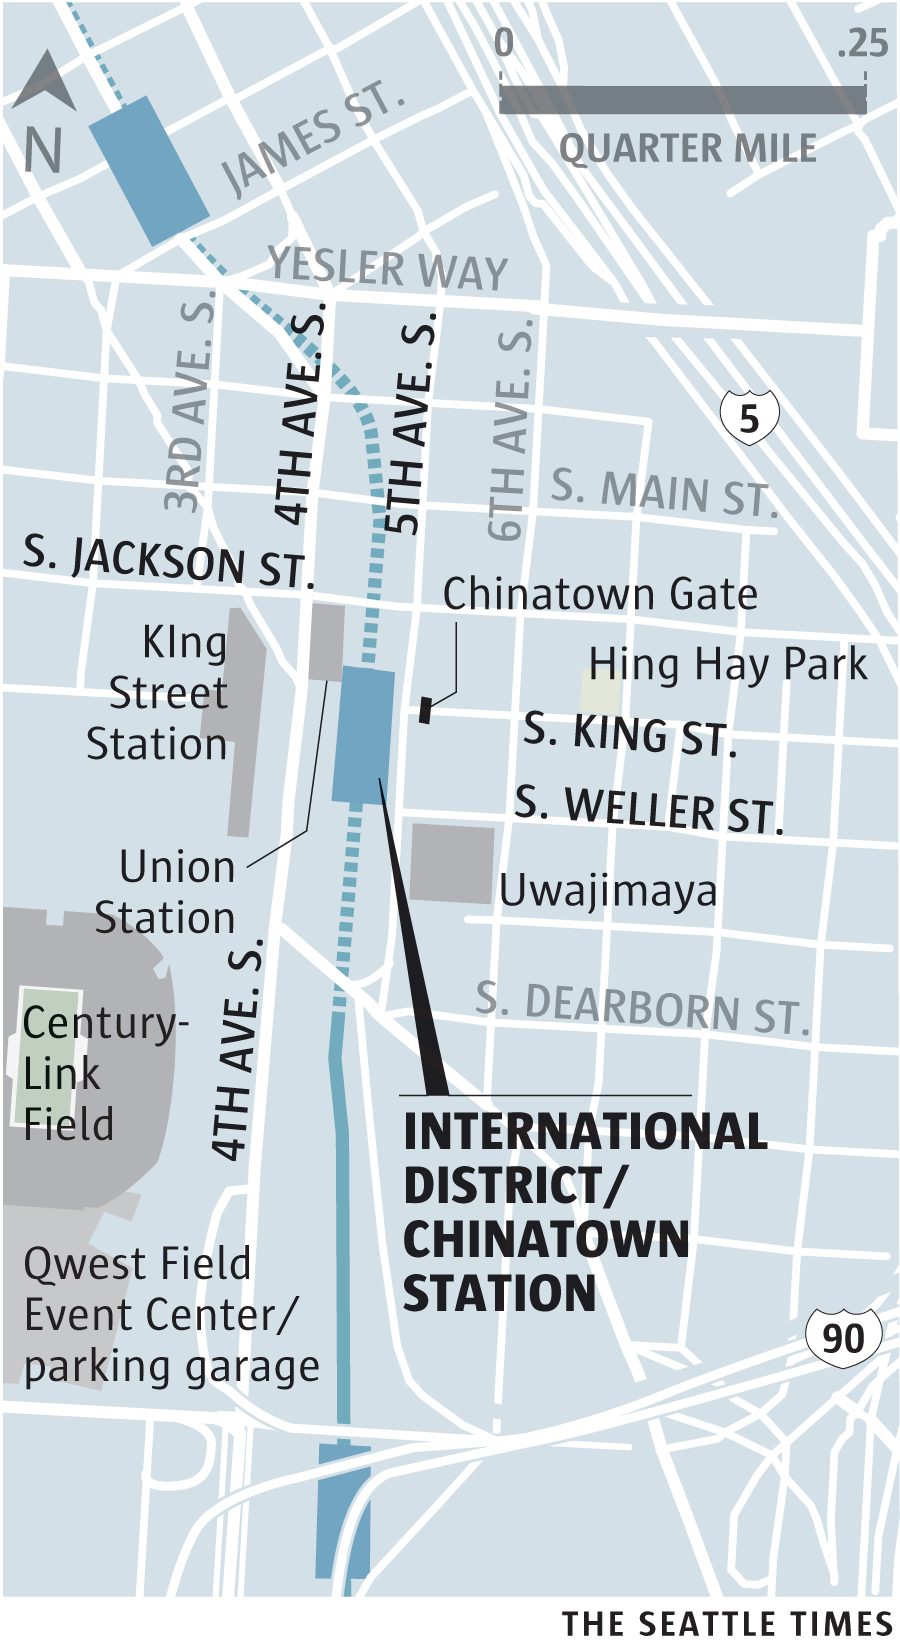 0 .25
QUARTER MILE
N
JAMES ST.
YESLER WAY
3RD AVE. S.
4TH AVE. S.
5TH AVE. S.
6TH AVE. S.
5
S. MAIN ST.
S. JACKSON ST.
Chinatown Gate
KIng
Street
Station
Hing Hay Park
S. KING ST.
S. WELLER ST.
Union
Station
Uwajimaya
4TH AVE. S.
S. DEARBORN ST.
Century-
Link
Field
INTERNATIONAL
DISTRICT/
CHINATOWN
STATION
Qwest Field
Event Center/
parking garage
90
THE SEATTLE TIMES